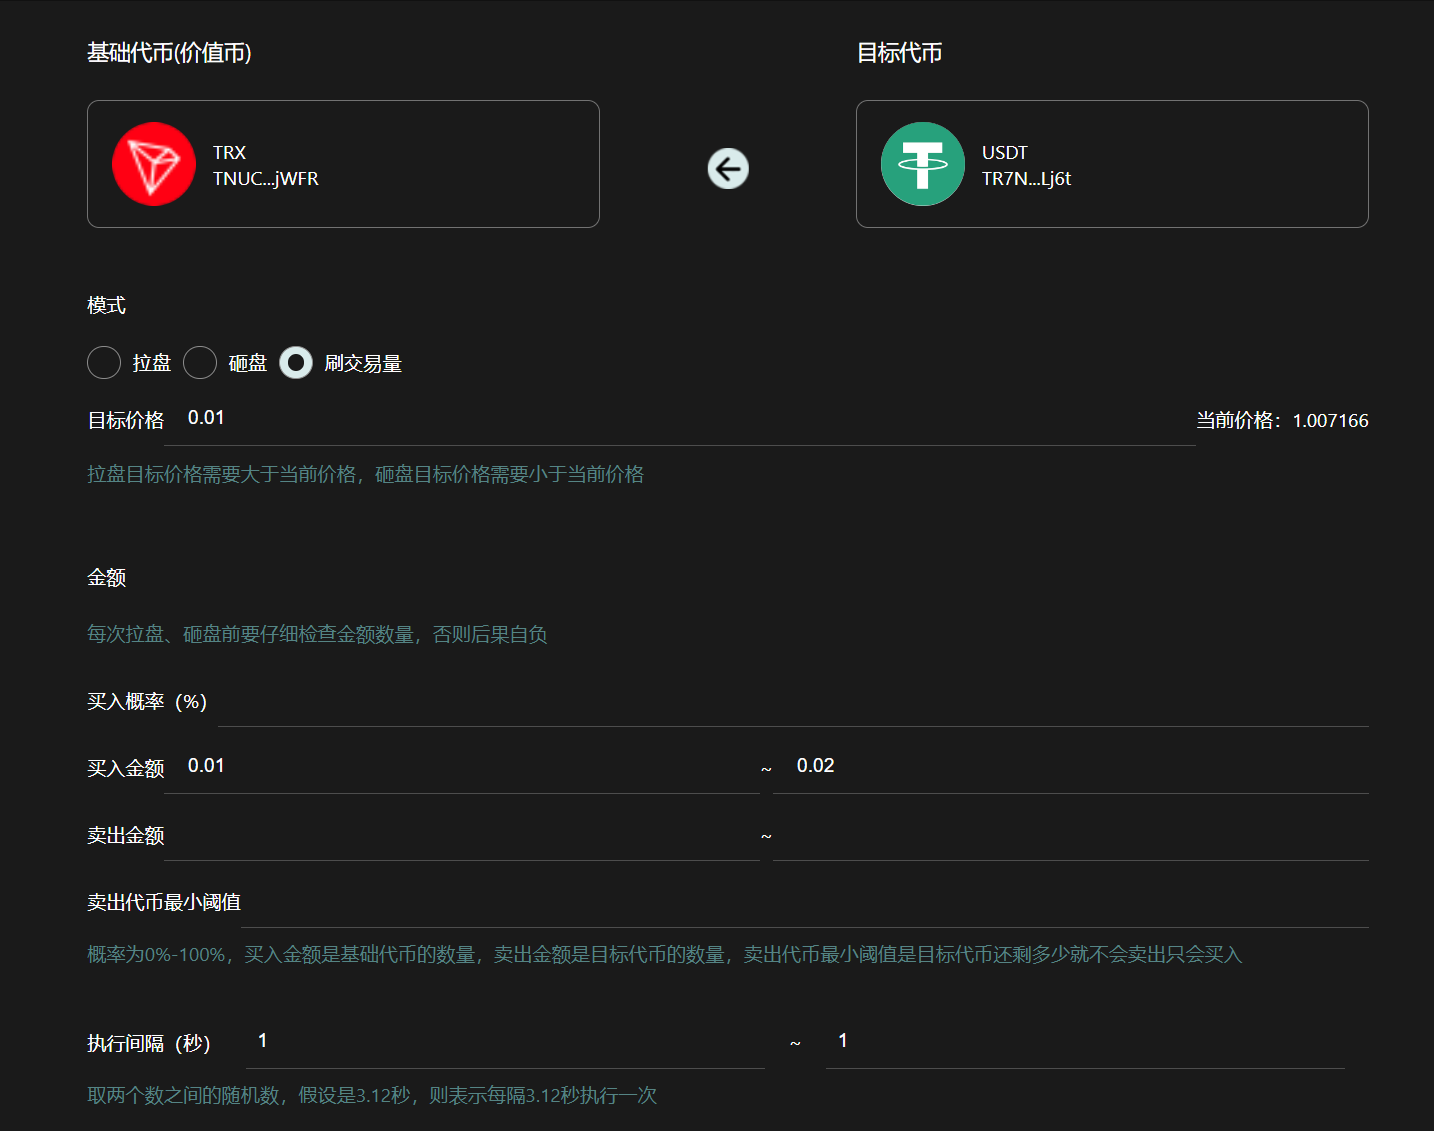 基础代币(价值币)
目标代币
TRX
TNUC...jWFR
USDT
TR7N...Lj6t
模式
拉盘 砸盘 刷交易量
目标价格 0.01 当前价格：1.007166
拉盘目标价格需要大于当前价格，砸盘目标价格需要小于当前价格
金额
每次拉盘、砸盘前要仔细检查金额数量，否则后果自负
买入概率（%）
买入金额 0.01 ~ 0.02
卖出金额 ~
卖出代币最小阈值
概率为0%-100%，买入金额是基础代币的数量，卖出金额是目标代币的数量，卖出代币最小阈值是目标代币还剩多少就不会卖出只会买入
执行间隔（秒） 1 ~ 1
取两个数之间的随机数，假设是3.12秒，则表示每隔3.12秒执行一次